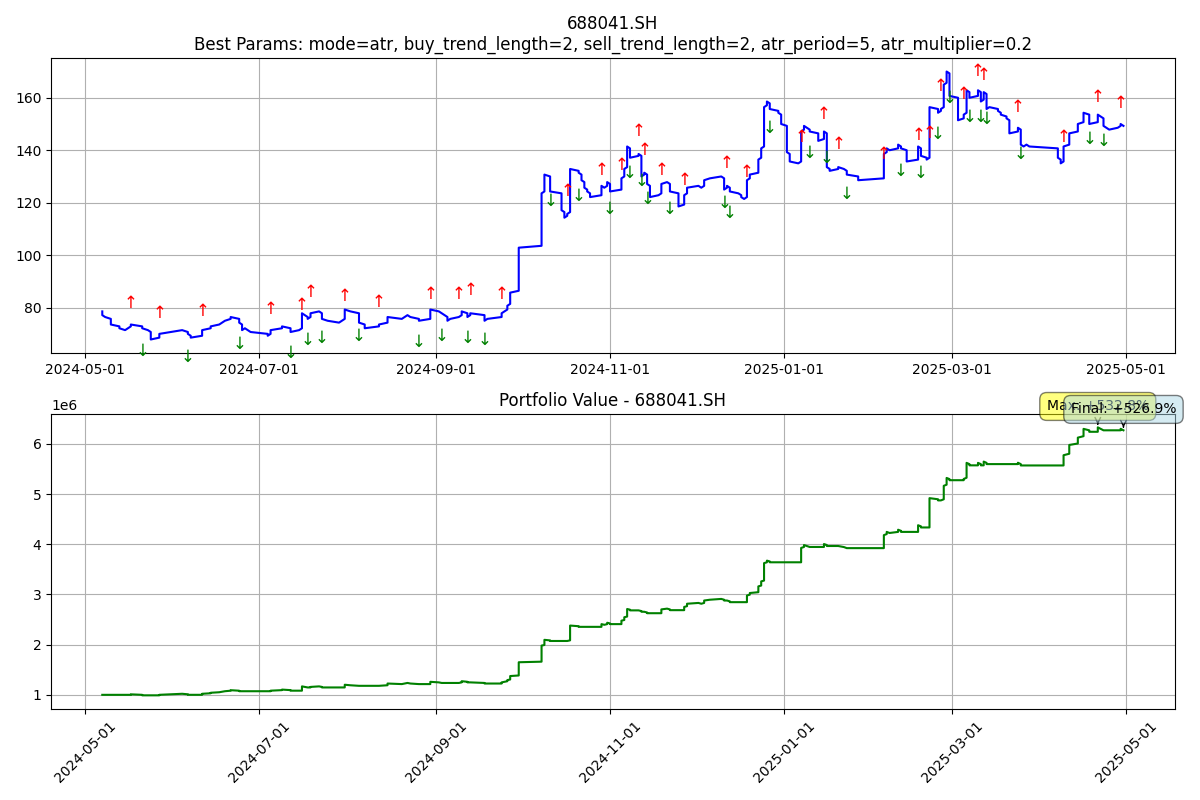 688041.SH
Best Params: mode=atr, buy_trend_length=2, sell_trend_length=2, atr_period=5, atr_multiplier=0.2
160
140
120
100
80
2024-05-01 2024-07-01 2024-09-01 2024-11-01 2025-01-01 2025-03-01 2025-05-01
Portfolio Value - 688041.SH
1e6
Final: +526.9%
6
5
4
3
2
1
2024-05-01 2024-07-01 2024-09-01 2024-11-01 2025-01-01 2025-03-01 2025-05-01